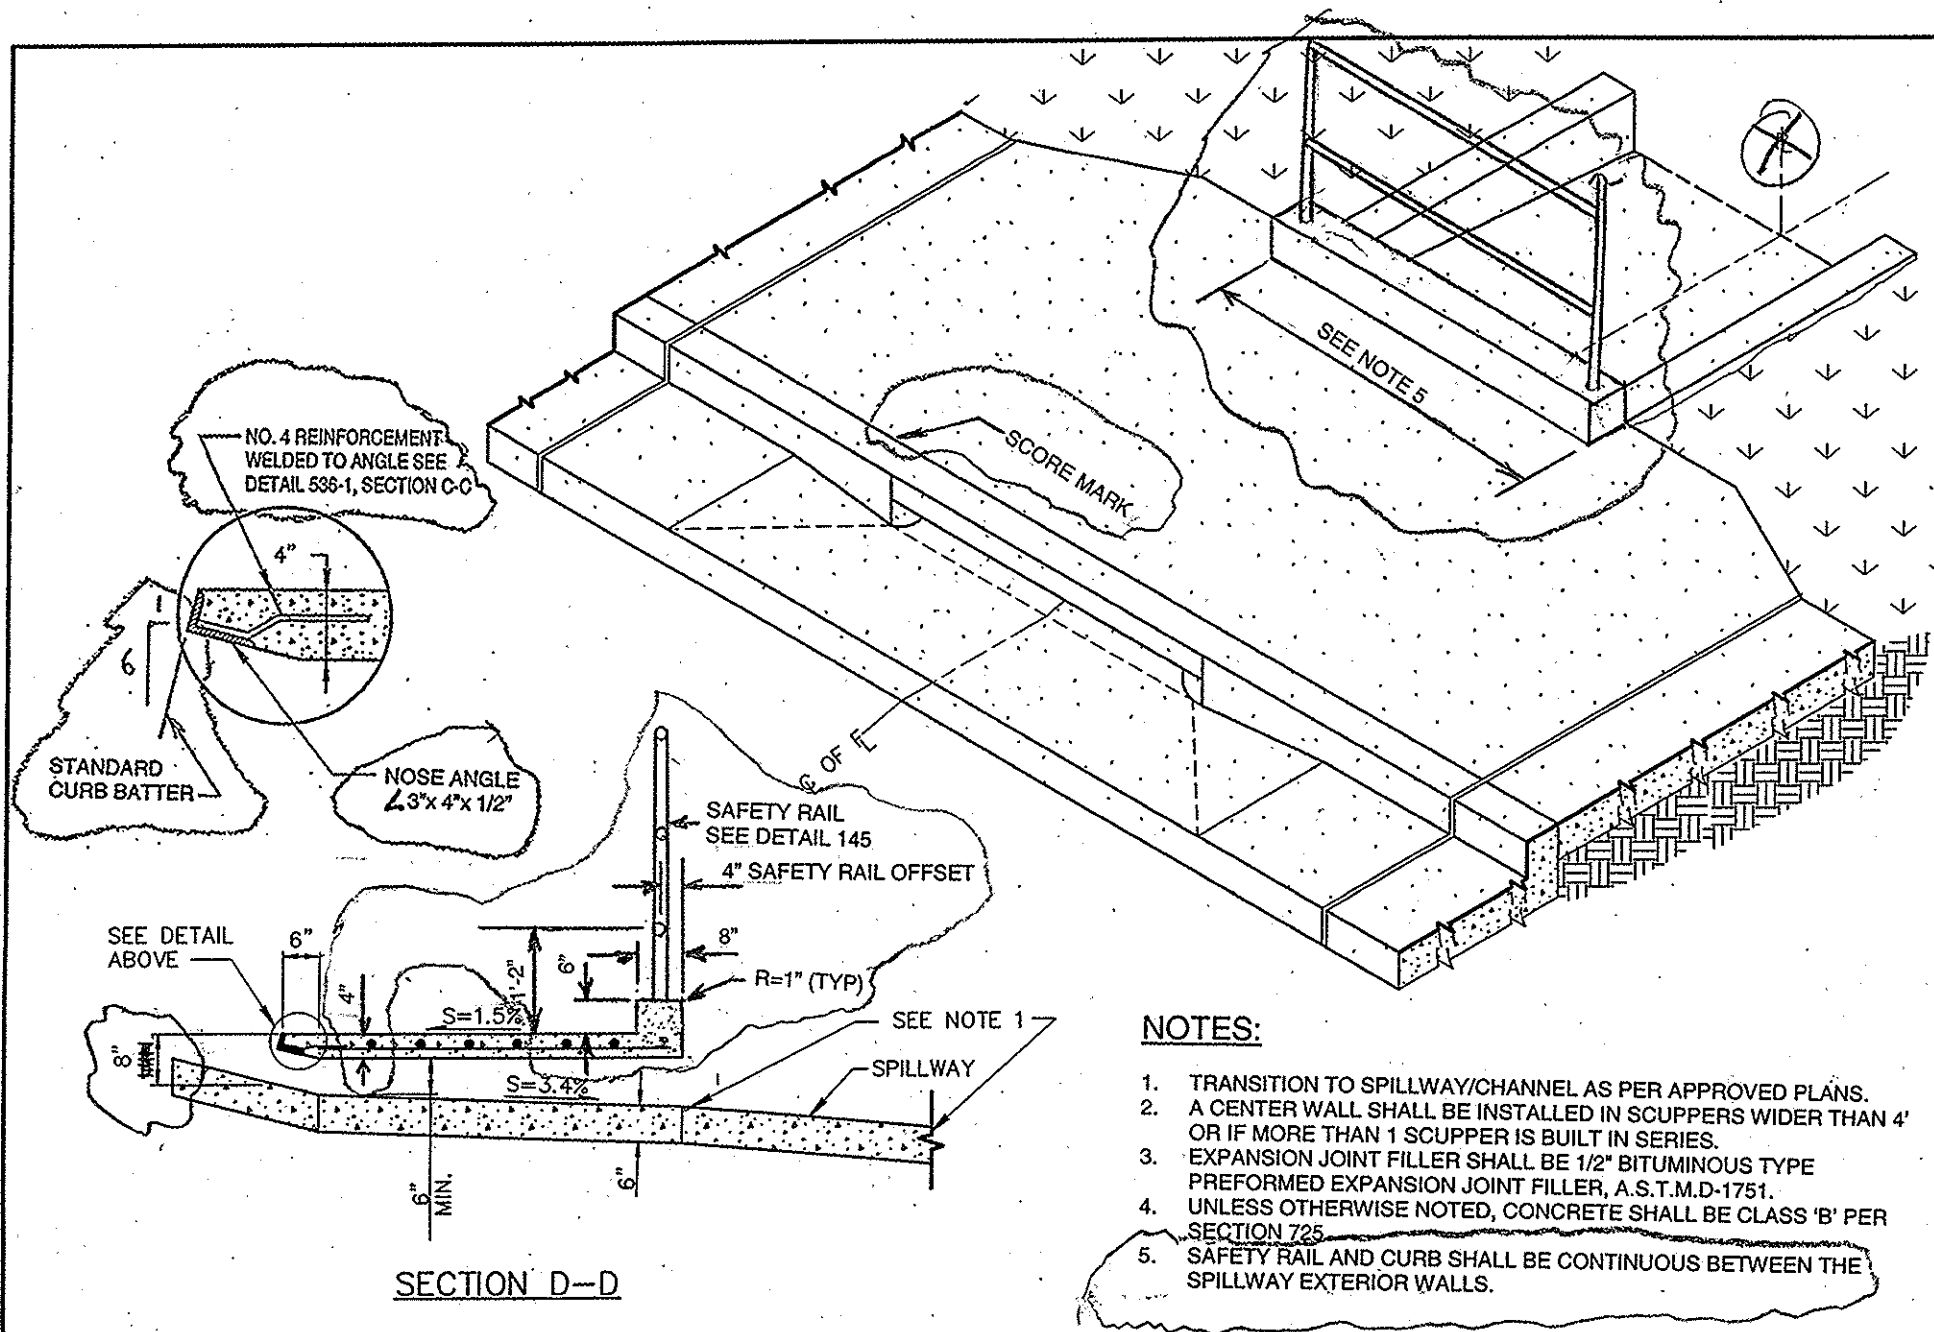 NO. 4 REINFORCEMENT
WELDED TO ANGLE SEE
DETAIL 536-1, SECTION C-C
4"
1
6
STANDARD
CURB BATTER
NOSE ANGLE
∠3"x 4"x 1/2"
SCORE MARK
SEE NOTE 5
℄ OF FL
SAFETY RAIL
SEE DETAIL 145
4" SAFETY RAIL OFFSET
SEE DETAIL
ABOVE
6"
4"
1'-2"
6"
8"
R=1" (TYP)
S=1.5%
SEE NOTE 1
8"
S=3.4%
SPILLWAY
6"
MIN.
6"
SECTION D-D
NOTES:
1. TRANSITION TO SPILLWAY/CHANNEL AS PER APPROVED PLANS.
2. A CENTER WALL SHALL BE INSTALLED IN SCUPPERS WIDER THAN 4'
OR IF MORE THAN 1 SCUPPER IS BUILT IN SERIES.
3. EXPANSION JOINT FILLER SHALL BE 1/2" BITUMINOUS TYPE
PREFORMED EXPANSION JOINT FILLER, A.S.T.M.D-1751.
4. UNLESS OTHERWISE NOTED, CONCRETE SHALL BE CLASS 'B' PER
SECTION 725.
5. SAFETY RAIL AND CURB SHALL BE CONTINUOUS BETWEEN THE
SPILLWAY EXTERIOR WALLS.